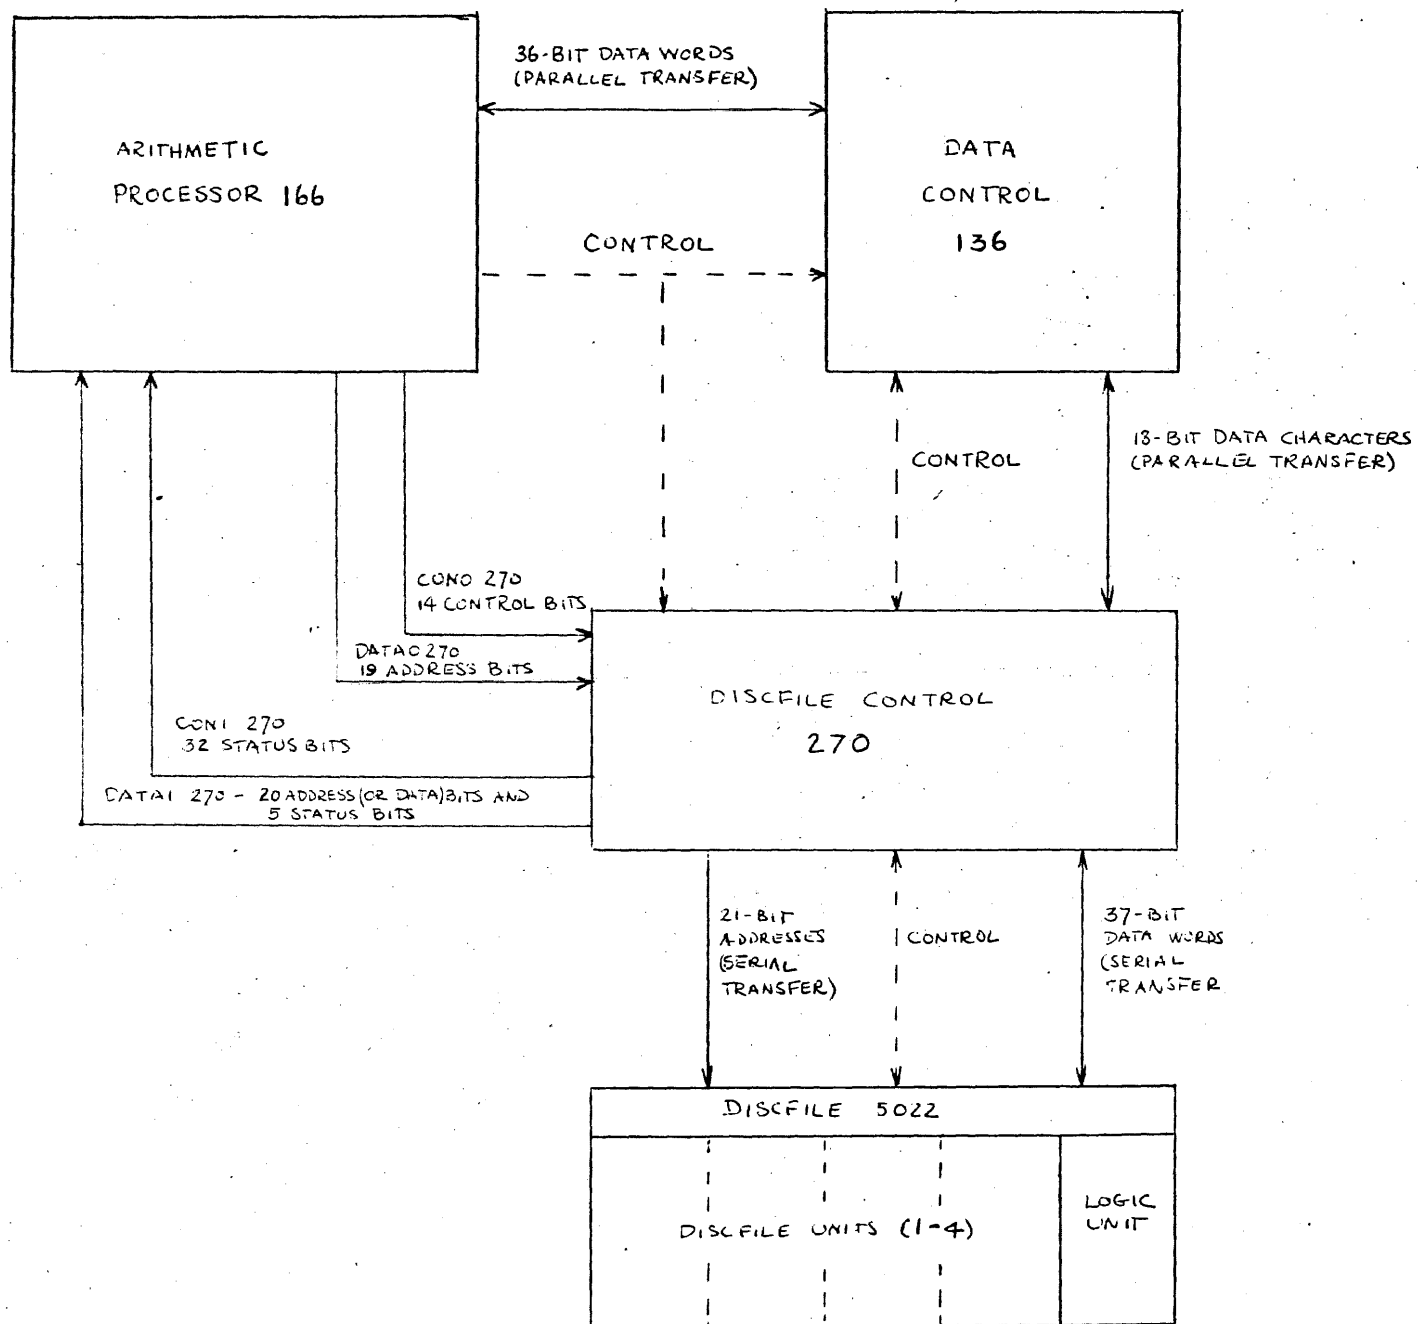 36-BIT DATA WORDS
(PARALLEL TRANSFER)
ARITHMETIC
PROCESSOR 166
DATA
CONTROL
136
CONTROL
18-BIT DATA CHARACTERS
(PARALLEL TRANSFER)
CONTROL
CONO 270
14 CONTROL BITS
DATAO 270
19 ADDRESS BITS
CONI 270
32 STATUS BITS
DATAI 270 - 20 ADDRESS (OR DATA) BITS AND
5 STATUS BITS
DISCFILE CONTROL
270
21-BIT
ADDRESSES
(SERIAL
TRANSFER)
CONTROL
37-BIT
DATA WORDS
(SERIAL
TRANSFER
DISCFILE 5022
DISCFILE UNITS (1-4)
LOGIC
UNIT